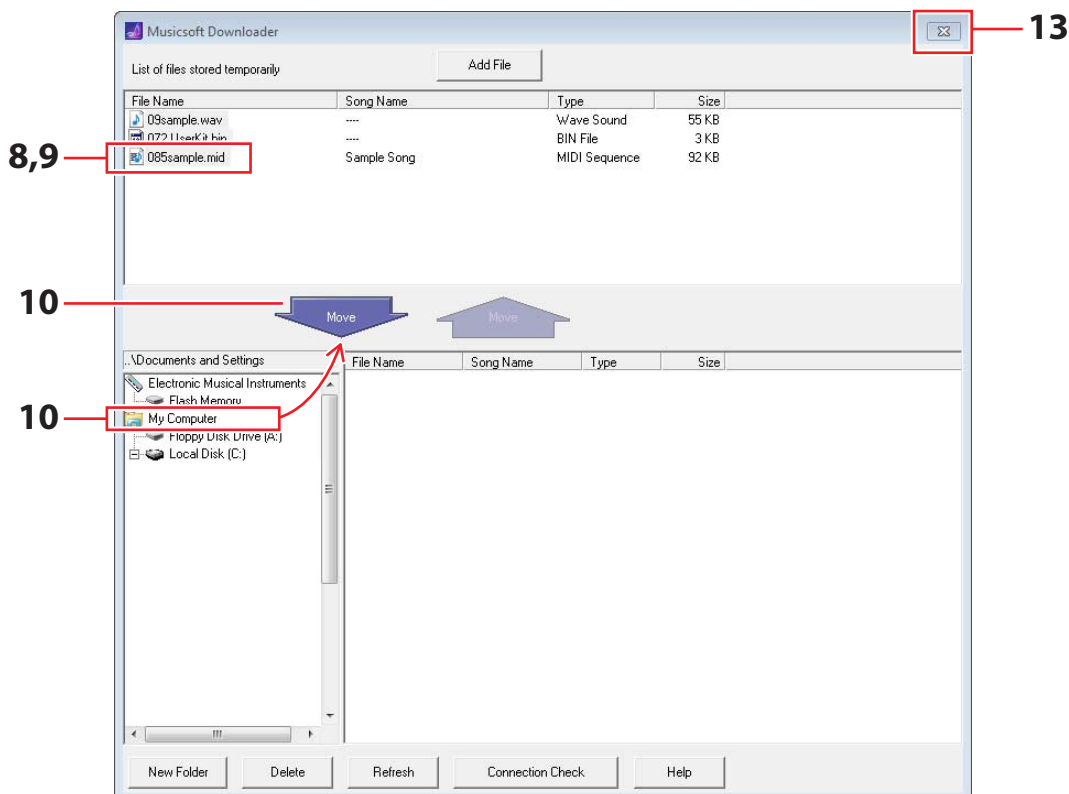 Musicsoft Downloader
13
List of files stored temporarily Add File
File Name Song Name Type Size
09sample.wav ---- Wave Sound 55 KB
072UserKit.bin ---- BIN File 3 KB
8,9 085sample.mid Sample Song MIDI Sequence 92 KB
10 Move Move
..\Documents and Settings File Name Song Name Type Size
Electronic Musical Instruments
Flash Memory
10 My Computer
Floppy Disk Drive (A:)
Local Disk (C:)
New Folder Delete Refresh Connection Check Help